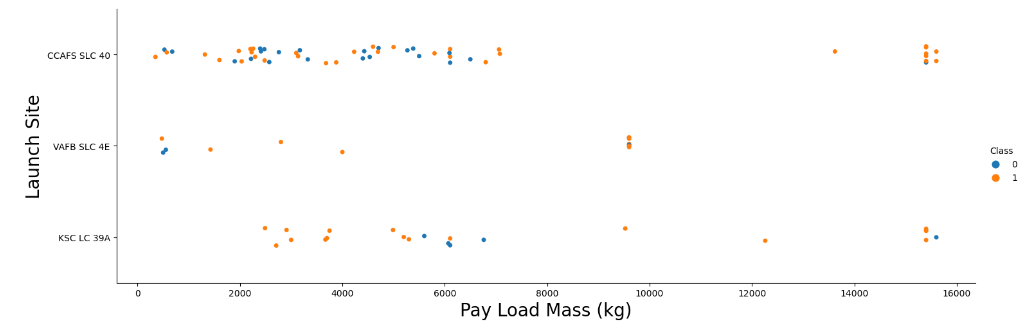 CCAFS SLC 40
VAFB SLC 4E
KSC LC 39A
Launch Site
0 2000 4000 6000 8000 10000 12000 14000 16000
Pay Load Mass (kg)
Class
0
1